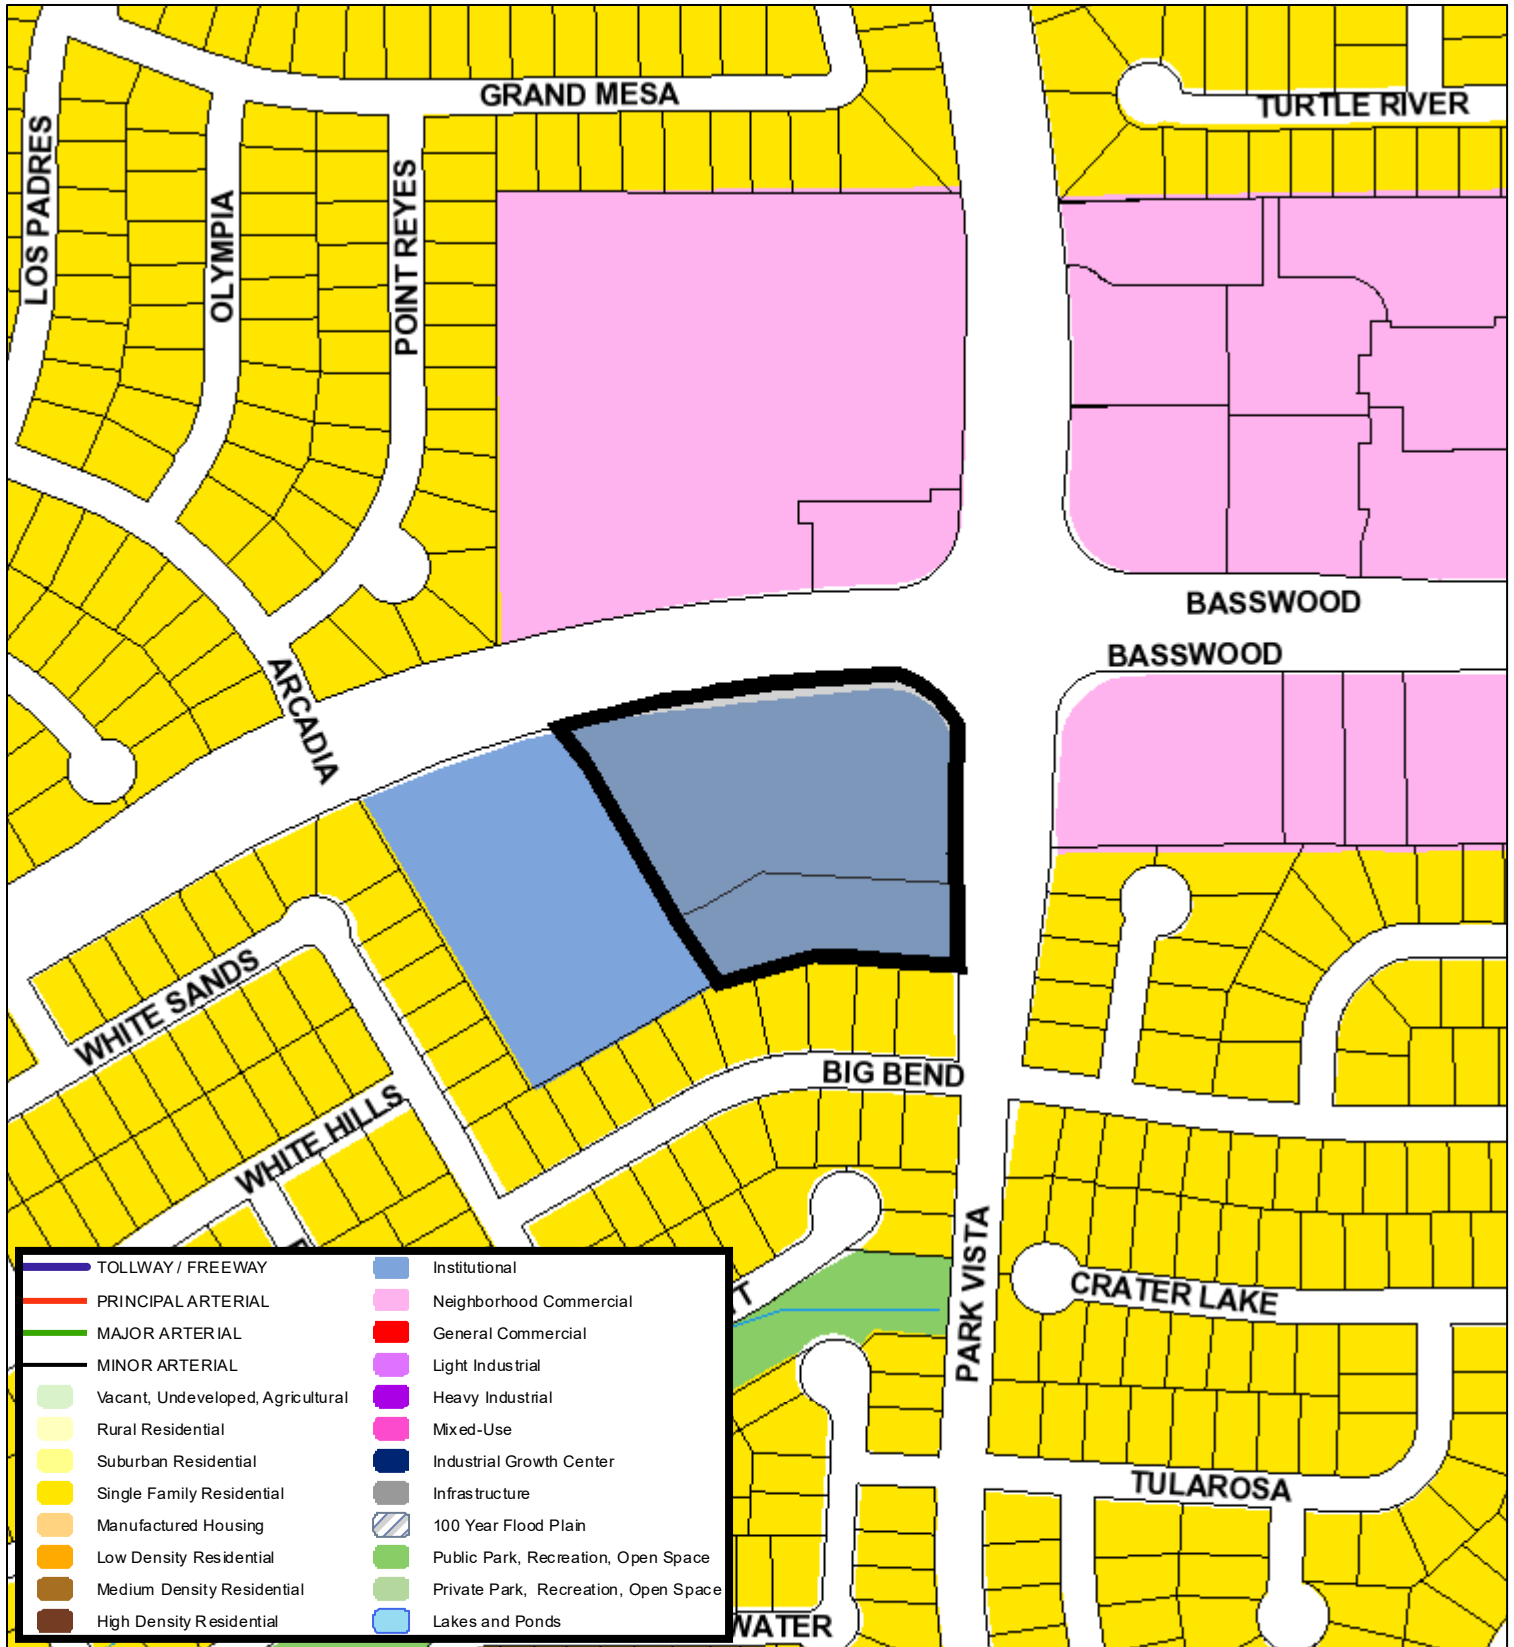 GRAND MESA
TURTLE RIVER
LOS PADRES
OLYMPIA
POINT REYES
BASSWOOD
BASSWOOD
ARCADIA
WHITE SANDS
BIG BEND
WHITE HILLS
PARK VISTA
CRATER LAKE
TULAROSA
WATER
TOLLWAY / FREEWAY
PRINCIPAL ARTERIAL
MAJOR ARTERIAL
MINOR ARTERIAL
Vacant, Undeveloped, Agricultural
Rural Residential
Suburban Residential
Single Family Residential
Manufactured Housing
Low Density Residential
Medium Density Residential
High Density Residential
Institutional
Neighborhood Commercial
General Commercial
Light Industrial
Heavy Industrial
Mixed-Use
Industrial Growth Center
Infrastructure
100 Year Flood Plain
Public Park, Recreation, Open Space
Private Park, Recreation, Open Space
Lakes and Ponds